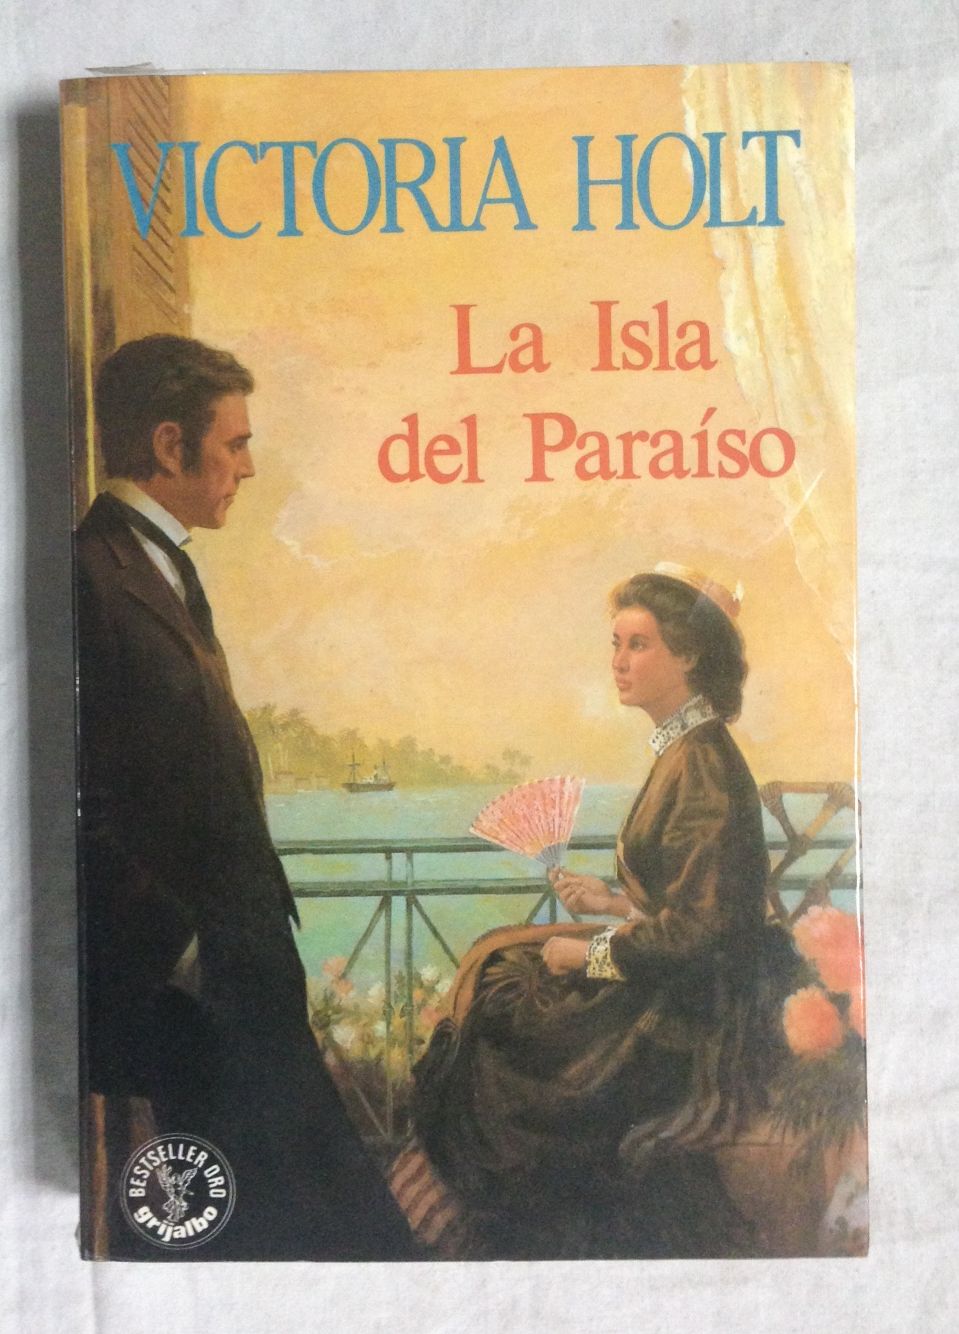 VICTORIA HOLT
La Isla
del Paraíso
BESTSELLER ORO
grijalbo